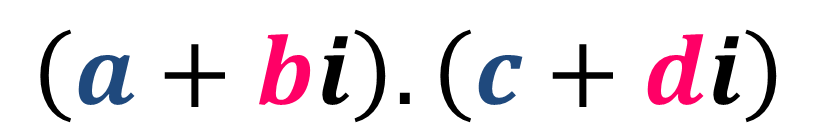 (a + bi).(c + di)